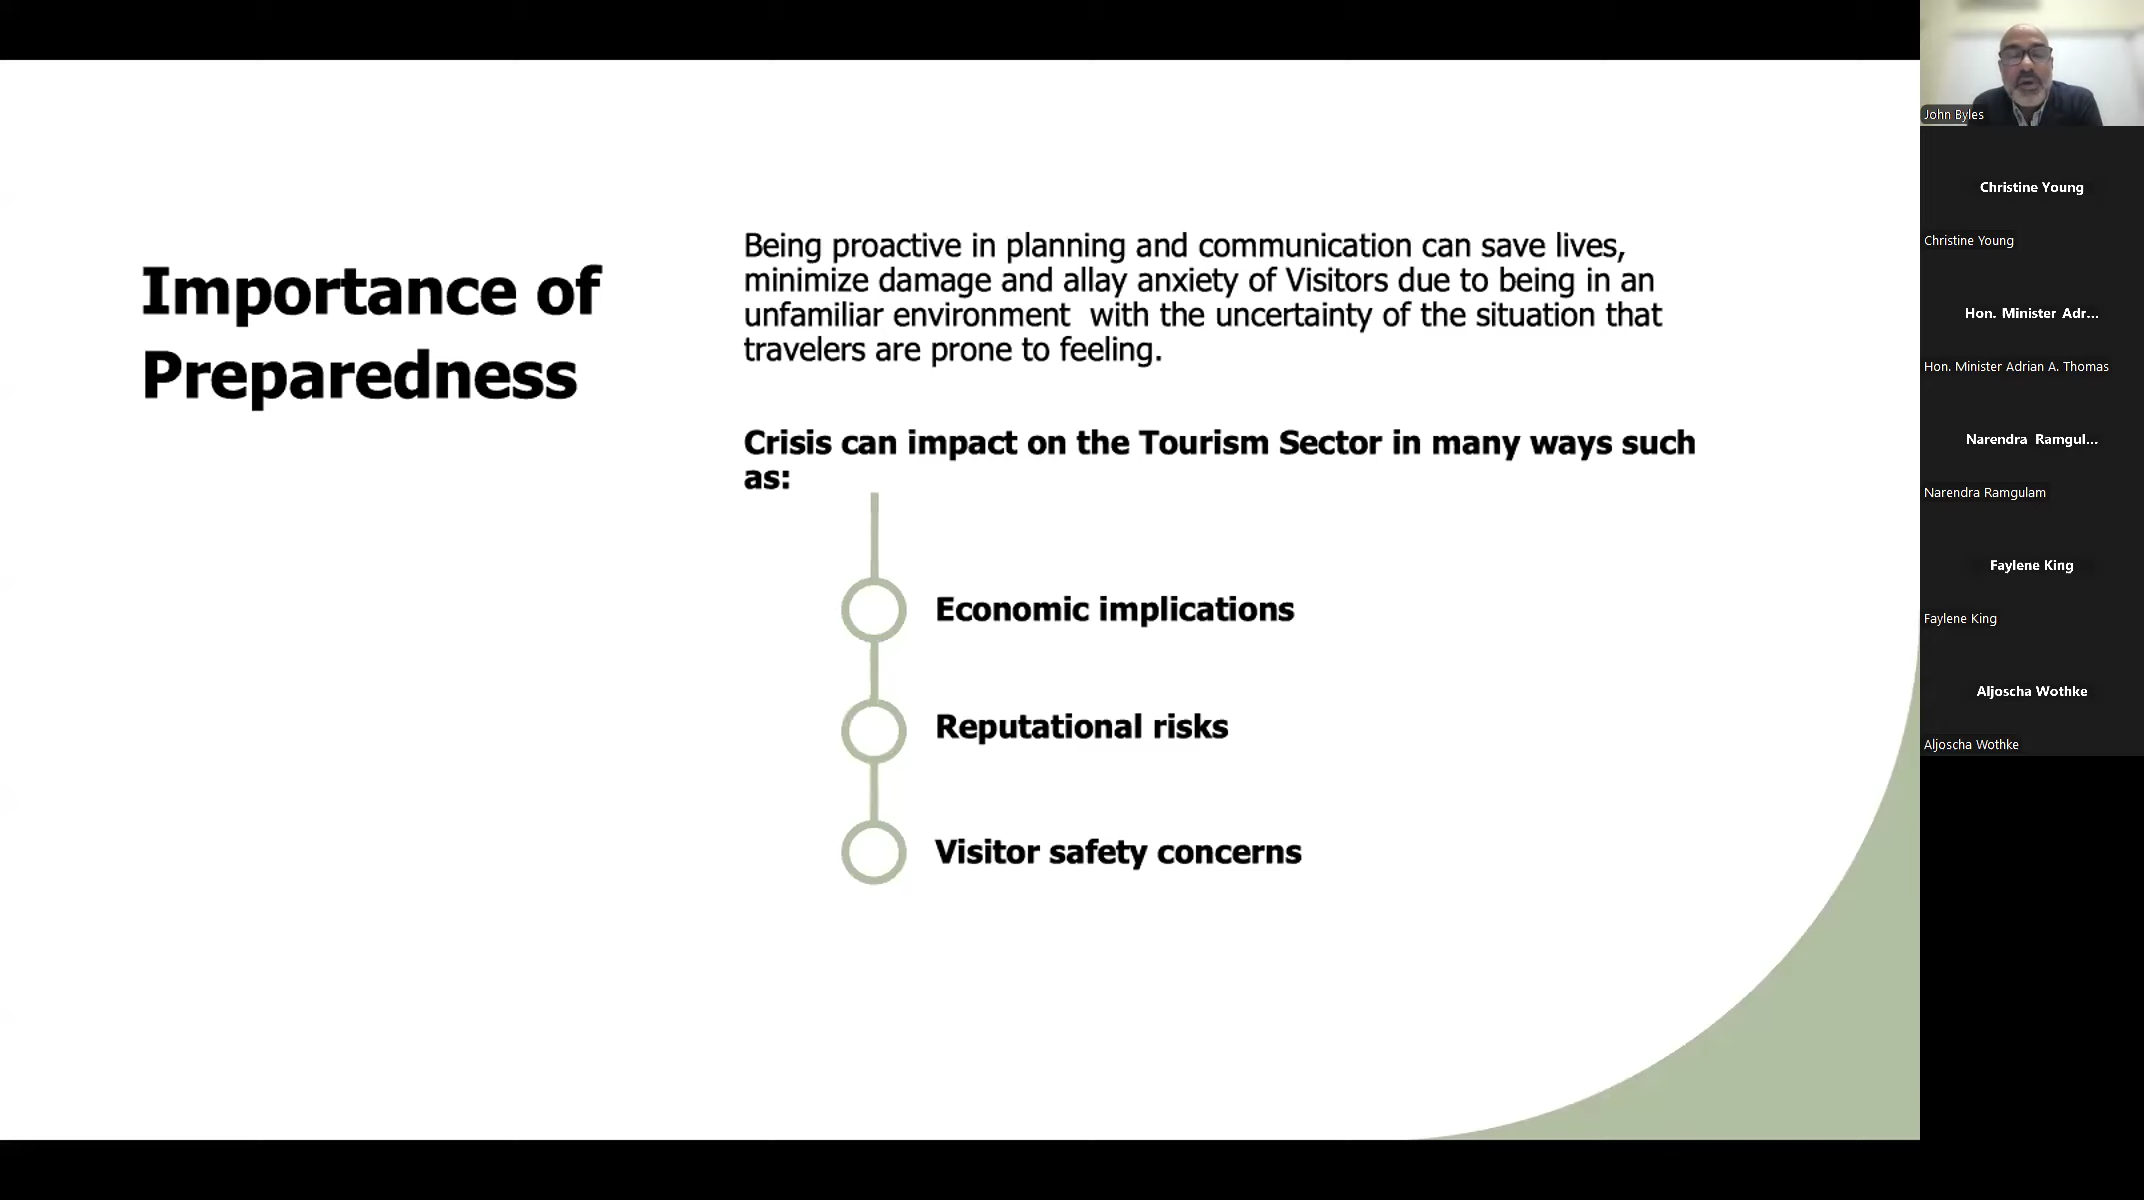 Importance of
Preparedness
Being proactive in planning and communication can save lives,
minimize damage and allay anxiety of Visitors due to being in an
unfamiliar environment  with the uncertainty of the situation that
travelers are prone to feeling.
Crisis can impact on the Tourism Sector in many ways such
as:
Economic implications
Reputational risks
Visitor safety concerns
John Byles
Christine Young
Christine Young
Hon. Minister Adr...
Hon. Minister Adrian A. Thomas
Narendra Ramgul...
Narendra Ramgulam
Faylene King
Faylene King
Aljoscha Wothke
Aljoscha Wothke